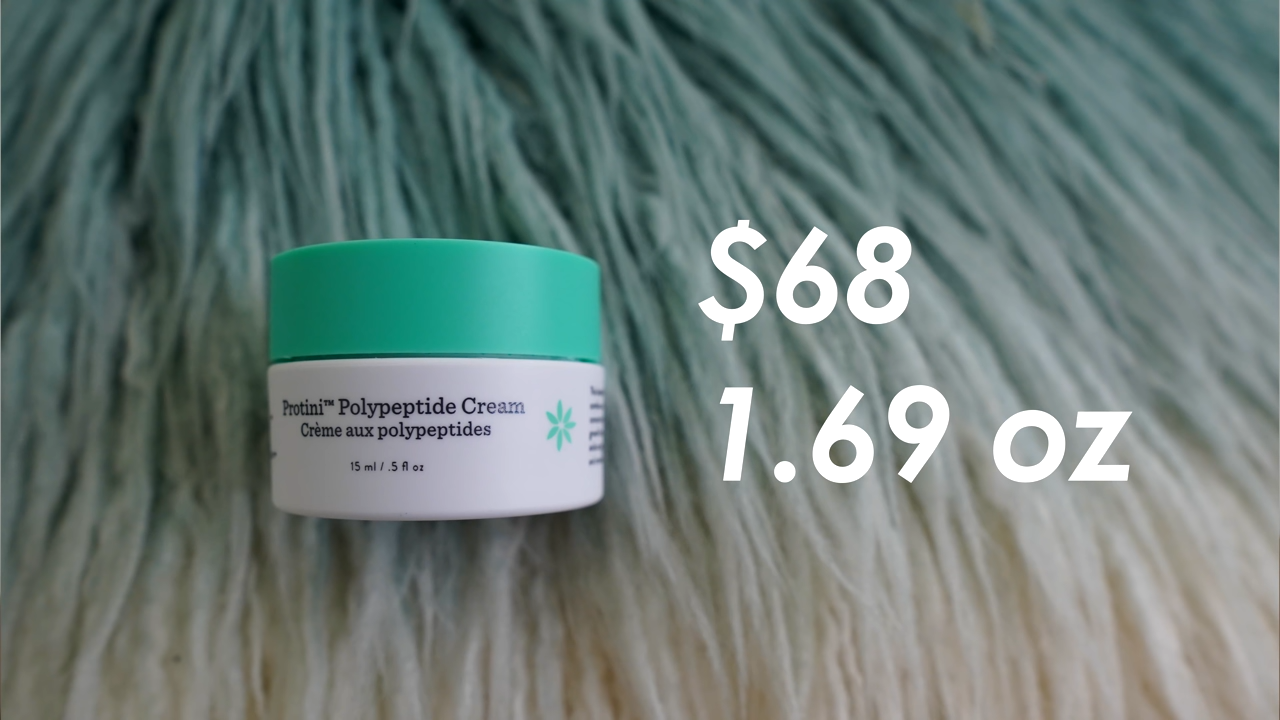 Protini™ Polypeptide Cream
Crème aux polypeptides
15 ml / .5 fl oz
$68
1.69 oz